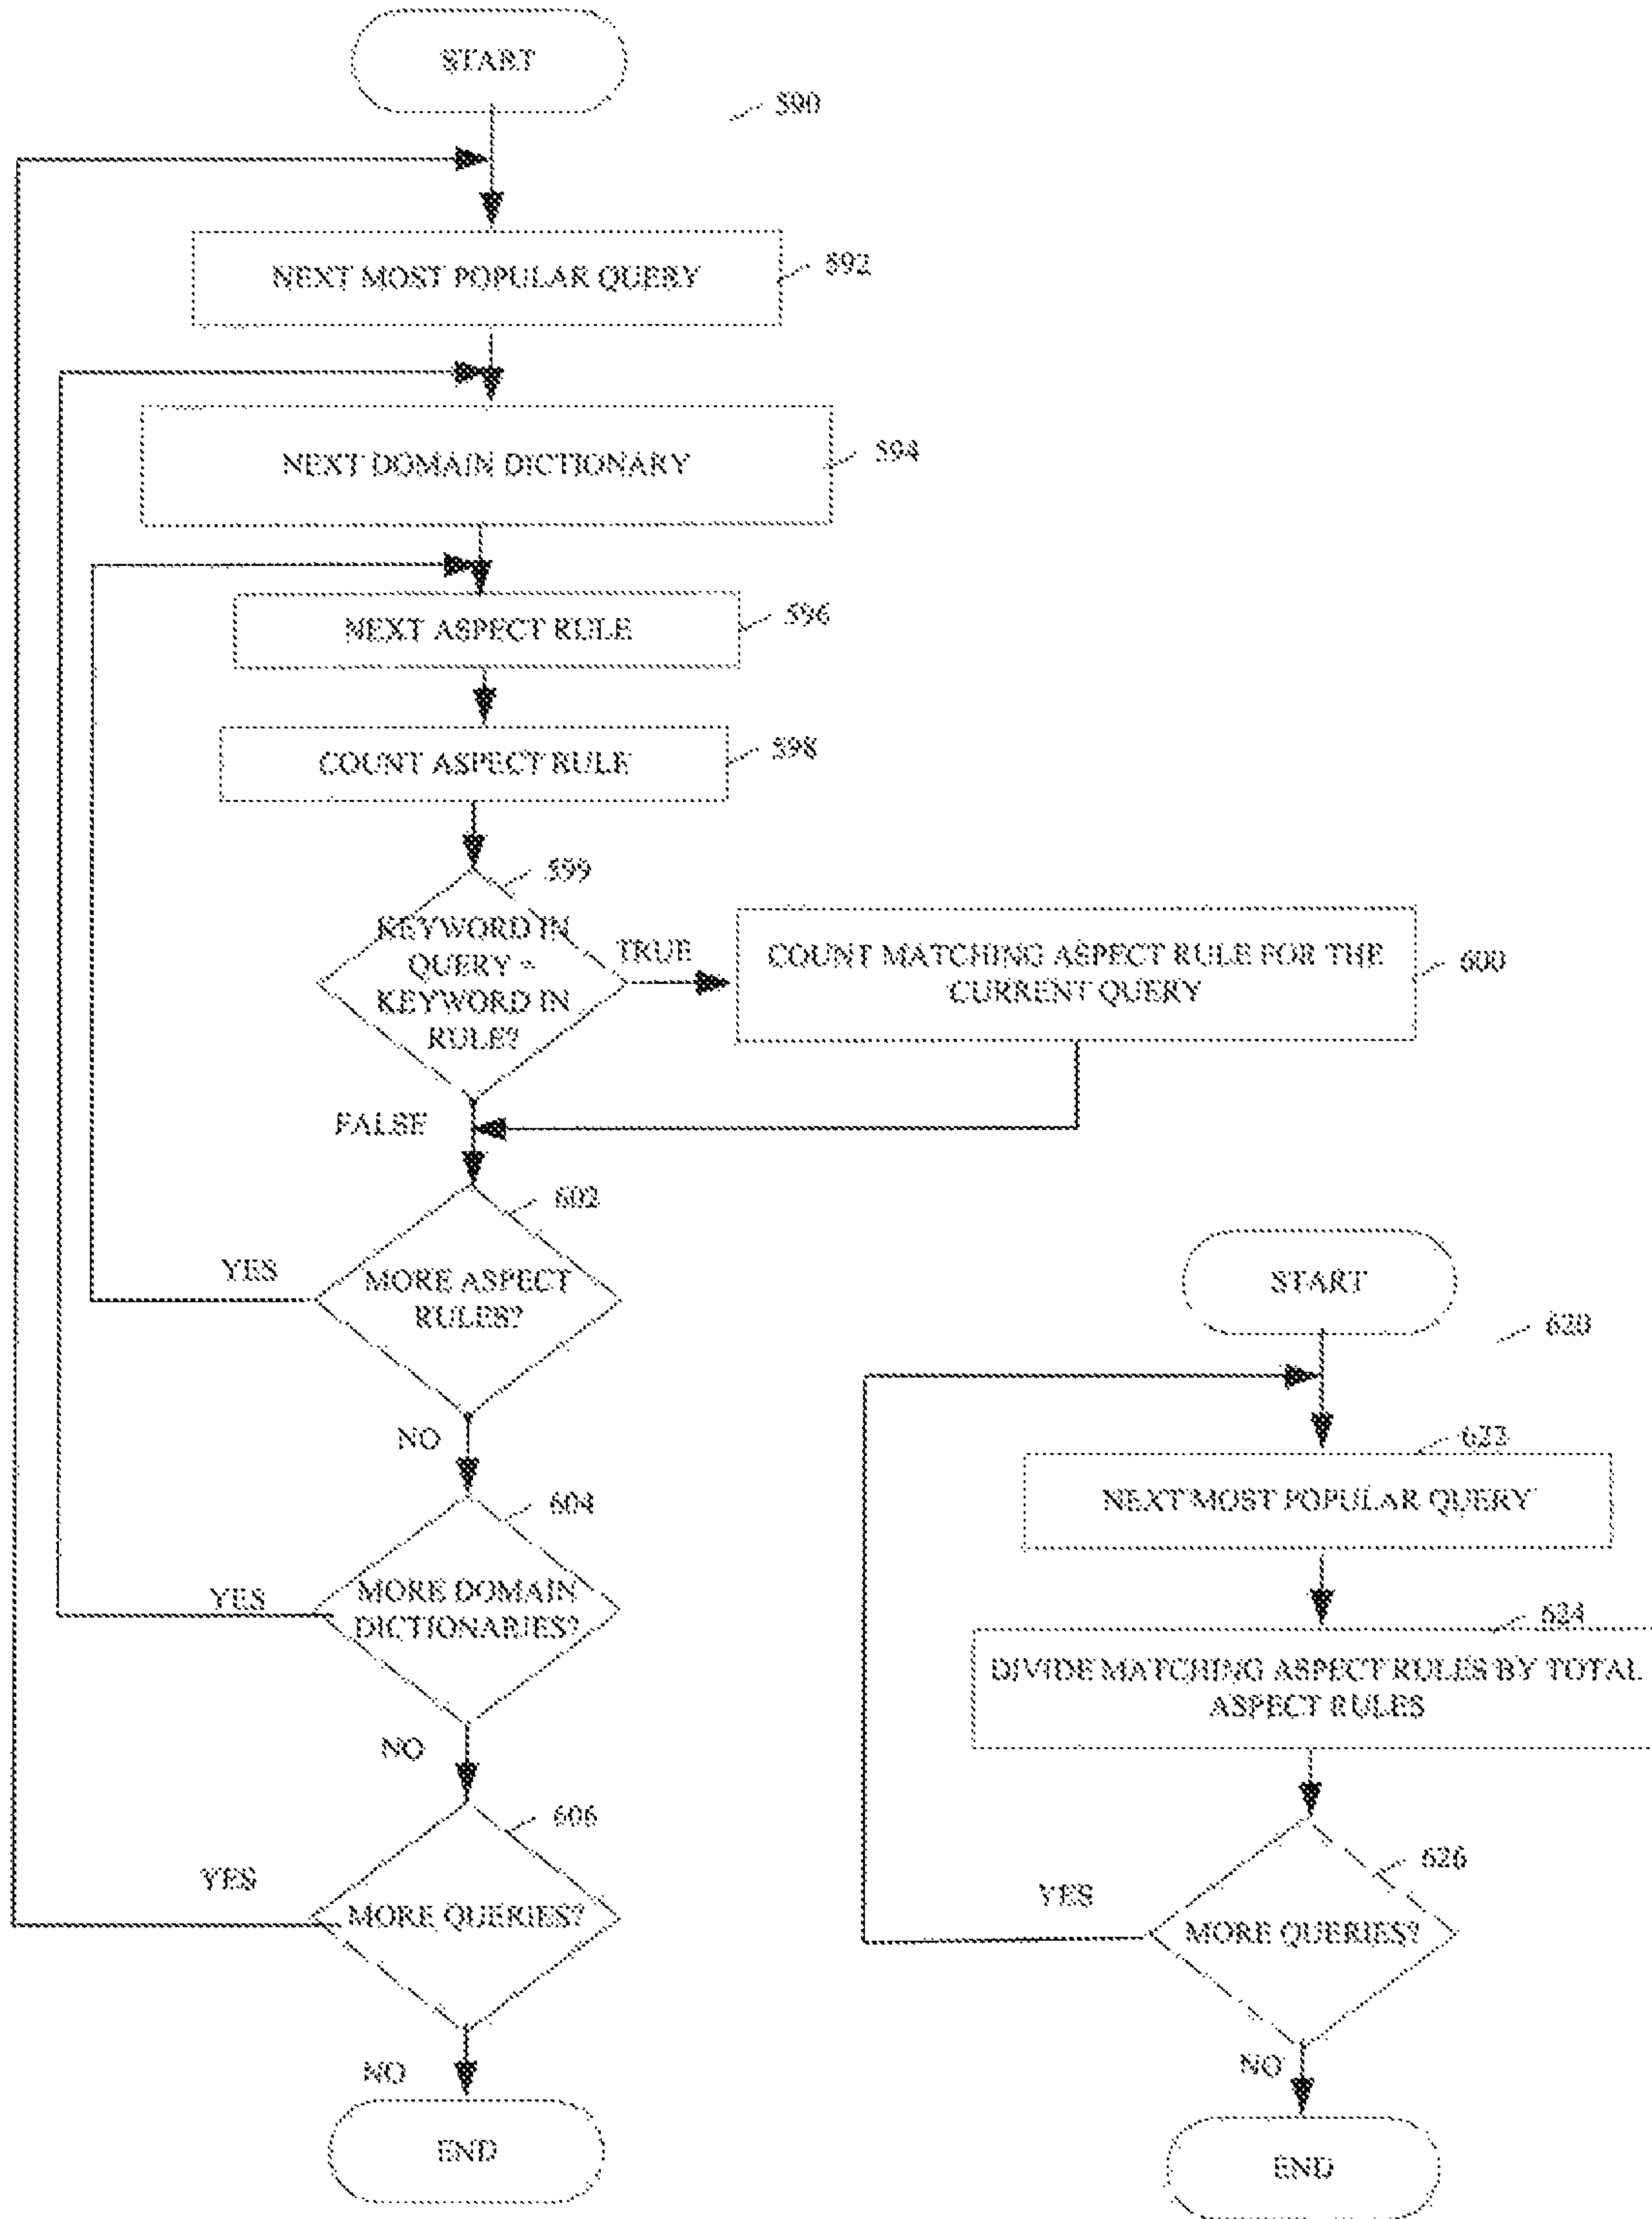 START
590
NEXT MOST POPULAR QUERY
592
NEXT DOMAIN DICTIONARY
594
NEXT ASPECT RULE
596
COUNT ASPECT RULE
598
599
KEYWORD IN
QUERY =
KEYWORD IN
RULE?
TRUE
COUNT MATCHING ASPECT RULE FOR THE
CURRENT QUERY
600
FALSE
602
MORE ASPECT
RULES?
YES
NO
604
MORE DOMAIN
DICTIONARIES?
YES
NO
606
MORE QUERIES?
YES
NO
END
START
620
622
NEXT MOST POPULAR QUERY
624
DIVIDE MATCHING ASPECT RULES BY TOTAL
ASPECT RULES
626
MORE QUERIES?
YES
NO
END